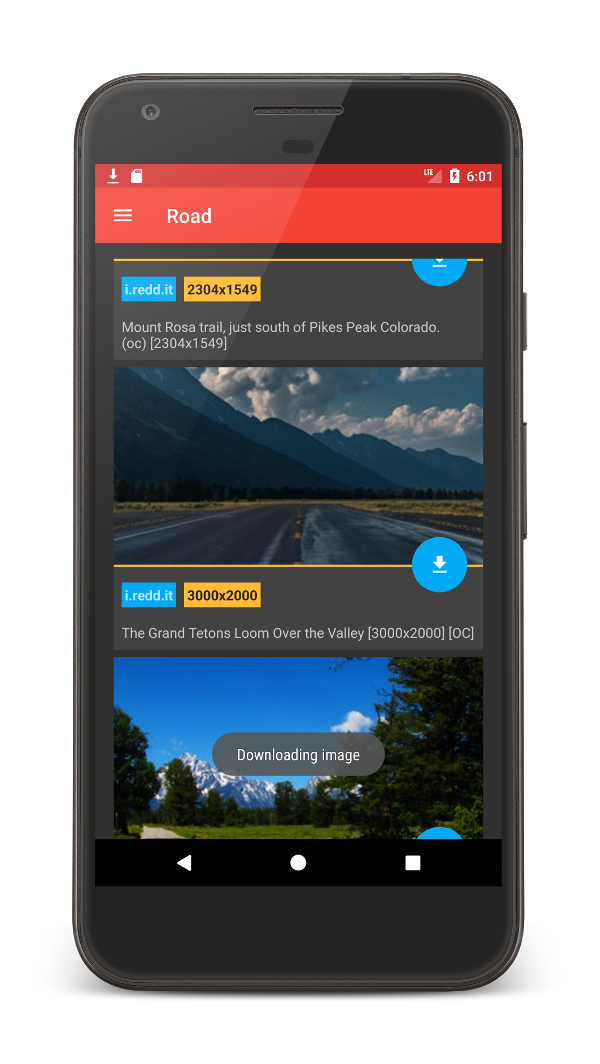 LTE 6:01
Road
i.redd.it 2304x1549
Mount Rosa trail, just south of Pikes Peak Colorado.
(oc) [2304x1549]
i.redd.it 3000x2000
The Grand Tetons Loom Over the Valley [3000x2000] [OC]
Downloading image